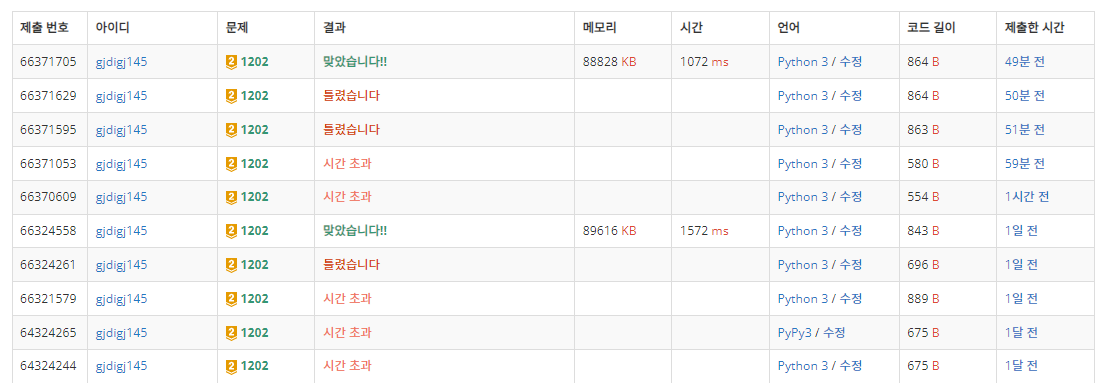 제출 번호 아이디 문제 결과 메모리 시간 언어 코드 길이 제출한 시간
66371705 gjdigj145 2 1202 맞았습니다!! 88828 KB 1072 ms Python 3 / 수정 864 B 49분 전
66371629 gjdigj145 2 1202 틀렸습니다 Python 3 / 수정 864 B 50분 전
66371595 gjdigj145 2 1202 틀렸습니다 Python 3 / 수정 863 B 51분 전
66371053 gjdigj145 2 1202 시간 초과 Python 3 / 수정 580 B 59분 전
66370609 gjdigj145 2 1202 시간 초과 Python 3 / 수정 554 B 1시간 전
66324558 gjdigj145 2 1202 맞았습니다!! 89616 KB 1572 ms Python 3 / 수정 843 B 1일 전
66324261 gjdigj145 2 1202 틀렸습니다 Python 3 / 수정 696 B 1일 전
66321579 gjdigj145 2 1202 시간 초과 Python 3 / 수정 889 B 1일 전
64324265 gjdigj145 2 1202 시간 초과 PyPy3 / 수정 675 B 1달 전
64324244 gjdigj145 2 1202 시간 초과 Python 3 / 수정 675 B 1달 전